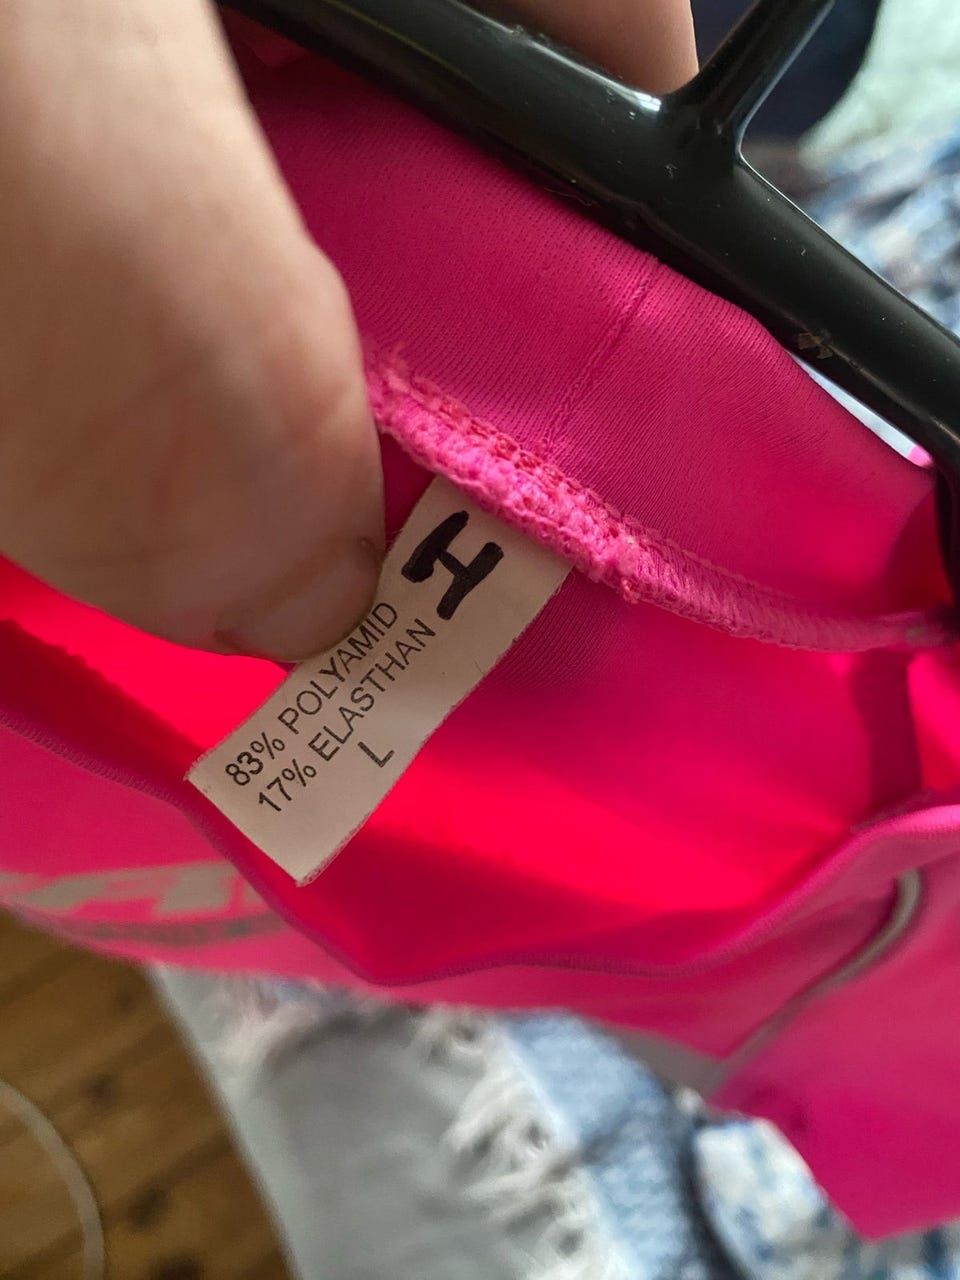 H
83% POLYAMID
17% ELASTHAN
L